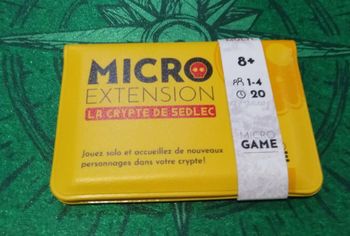 MICRO
EXTENSION
LA CRYPTE DE SEDLEC
Jouez solo et accueillez de nouveaux
personnages dans votre crypte!
8+
1-4
20
MICRO
GAME